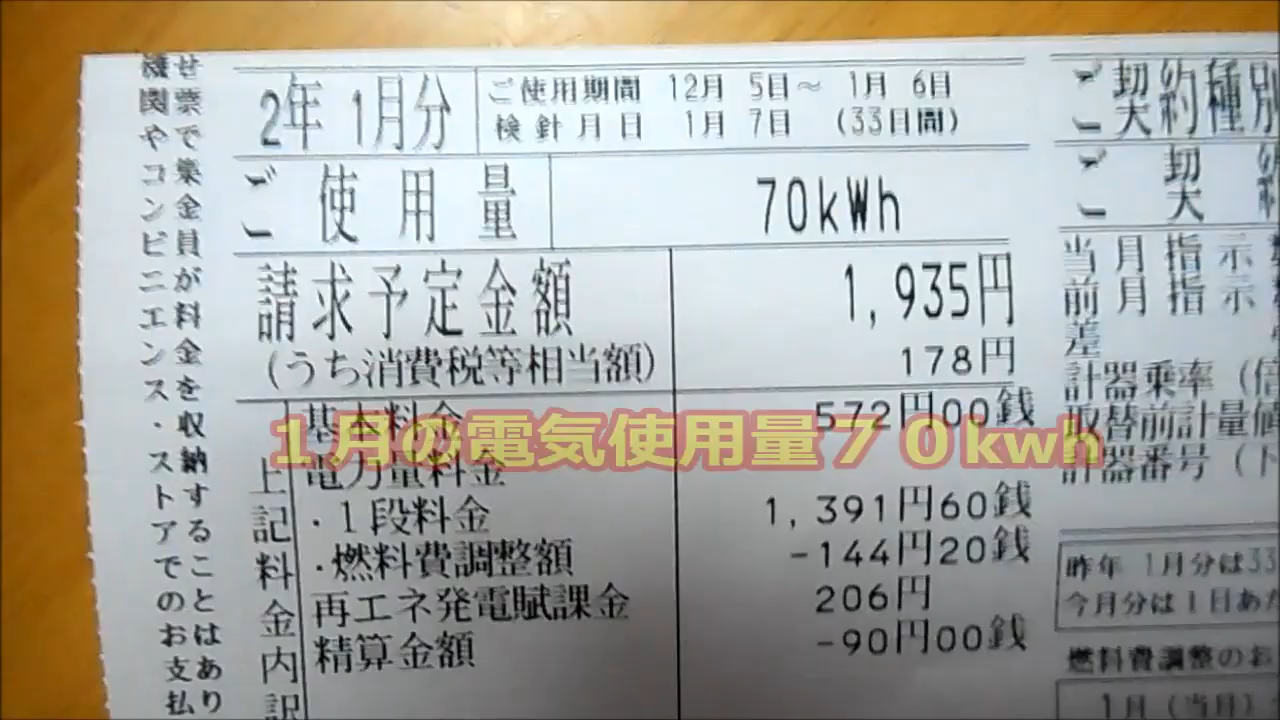 2年 1月分
ご使用期間 12月 5日～ 1月 6日
検針月日 1月 7日 (33日間)
ご使用量 70kWh
請求予定金額 1,935円
(うち消費税等相当額) 178円
上記料金内訳
基本料金 572円00銭
1月の電気使用量70kwh
電力量料金
・1段料金 1,391円60銭
・燃料費調整額 -144円20銭
再エネ発電賦課金 206円
精算金額 -90円00銭
せ票で集金員が料金を収納することはあり
機関やコンビニエンス・ストアでのお支払
ご契約種別
ご契
当月指示
前月指示
差
計器乗率(倍
取替前計量値
計器番号(下
昨年 1月分は33
今月分は1日あた
燃料費調整のお
1月(当月)